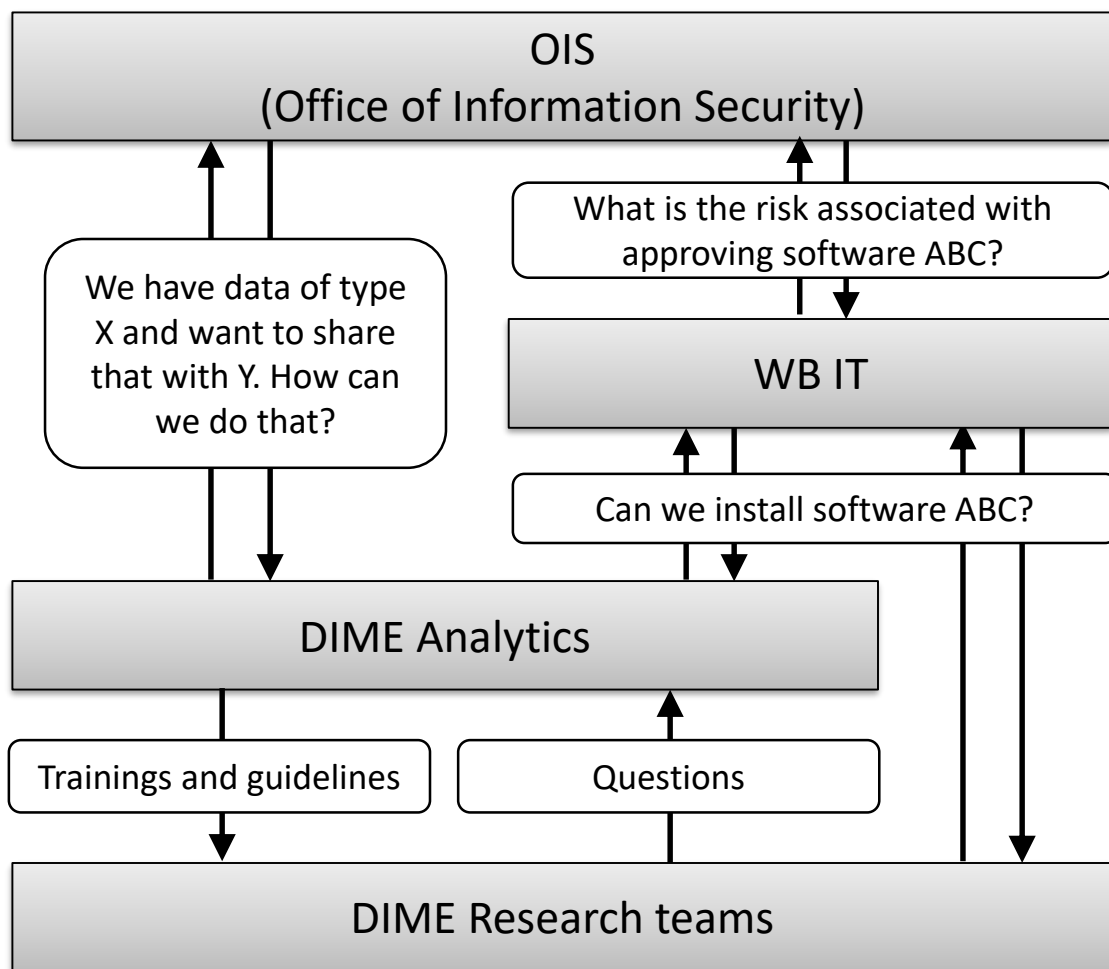 OIS
(Office of Information Security)
What is the risk associated with
approving software ABC?
We have data of type
X and want to share
that with Y. How can
we do that?
WB IT
Can we install software ABC?
DIME Analytics
Trainings and guidelines
Questions
DIME Research teams